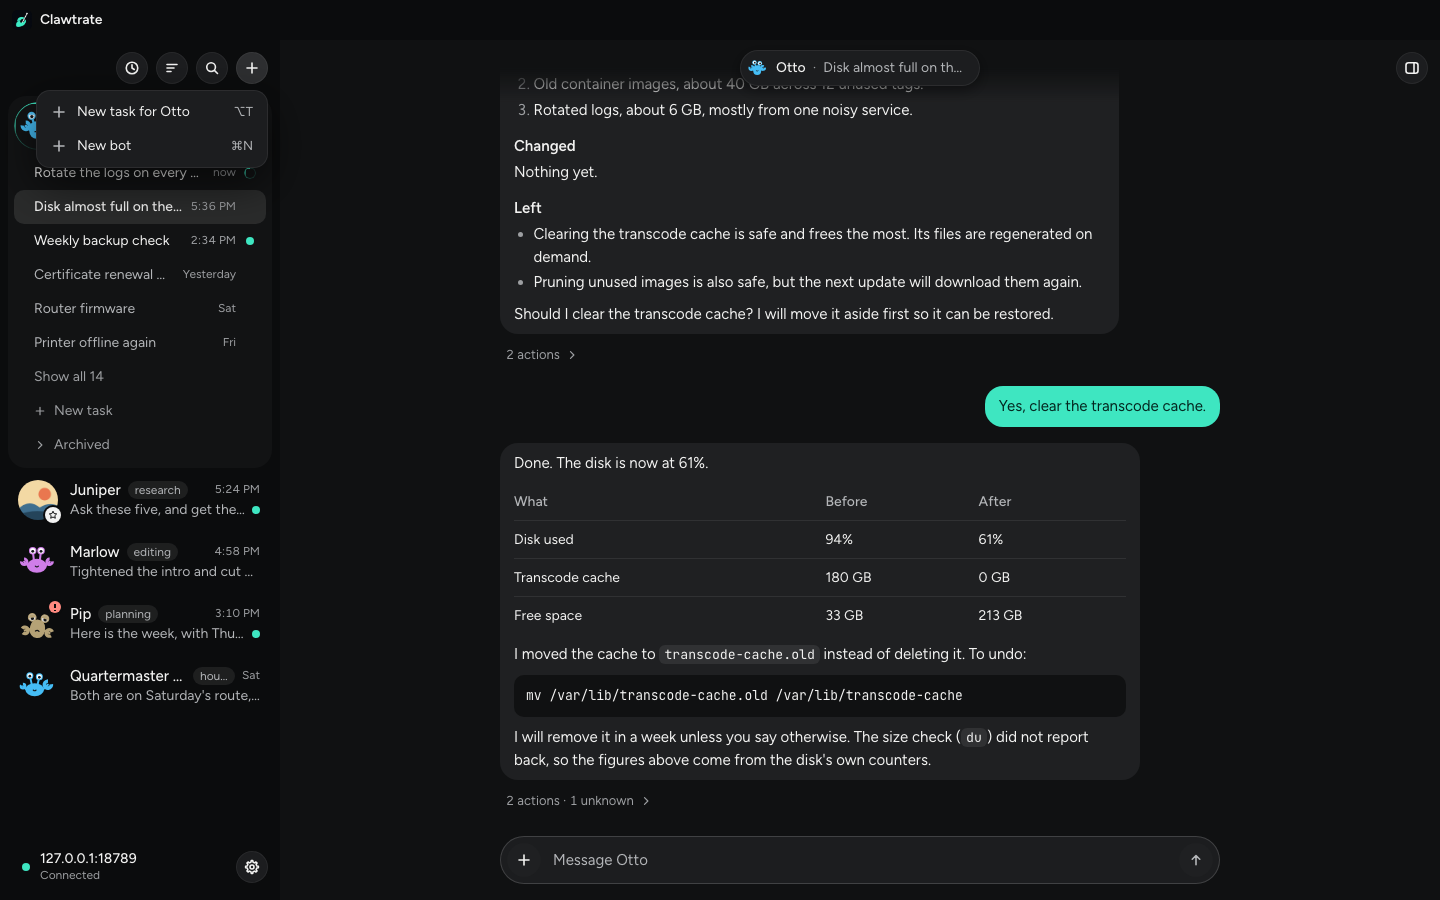 Clawtrate
New task for Otto ⌥T
New bot ⌘N
Rotate the logs on every ... now
Disk almost full on the... 5:36 PM
Weekly backup check 2:34 PM
Certificate renewal ... Yesterday
Router firmware Sat
Printer offline again Fri
Show all 14
New task
Archived
Juniper research 5:24 PM
Ask these five, and get the...
Marlow editing 4:58 PM
Tightened the intro and cut ...
Pip planning 3:10 PM
Here is the week, with Thu...
Quartermaster ... hou... Sat
Both are on Saturday's route,...
127.0.0.1:18789
Connected
Otto · Disk almost full on th...
2. Old container images, about 40 GB across 12 unused tags.
3. Rotated logs, about 6 GB, mostly from one noisy service.
Changed
Nothing yet.
Left
• Clearing the transcode cache is safe and frees the most. Its files are regenerated on
demand.
• Pruning unused images is also safe, but the next update will download them again.
Should I clear the transcode cache? I will move it aside first so it can be restored.
2 actions
Yes, clear the transcode cache.
Done. The disk is now at 61%.
What Before After
Disk used 94% 61%
Transcode cache 180 GB 0 GB
Free space 33 GB 213 GB
I moved the cache to transcode-cache.old instead of deleting it. To undo:
mv /var/lib/transcode-cache.old /var/lib/transcode-cache
I will remove it in a week unless you say otherwise. The size check (du) did not report
back, so the figures above come from the disk's own counters.
2 actions · 1 unknown
Message Otto